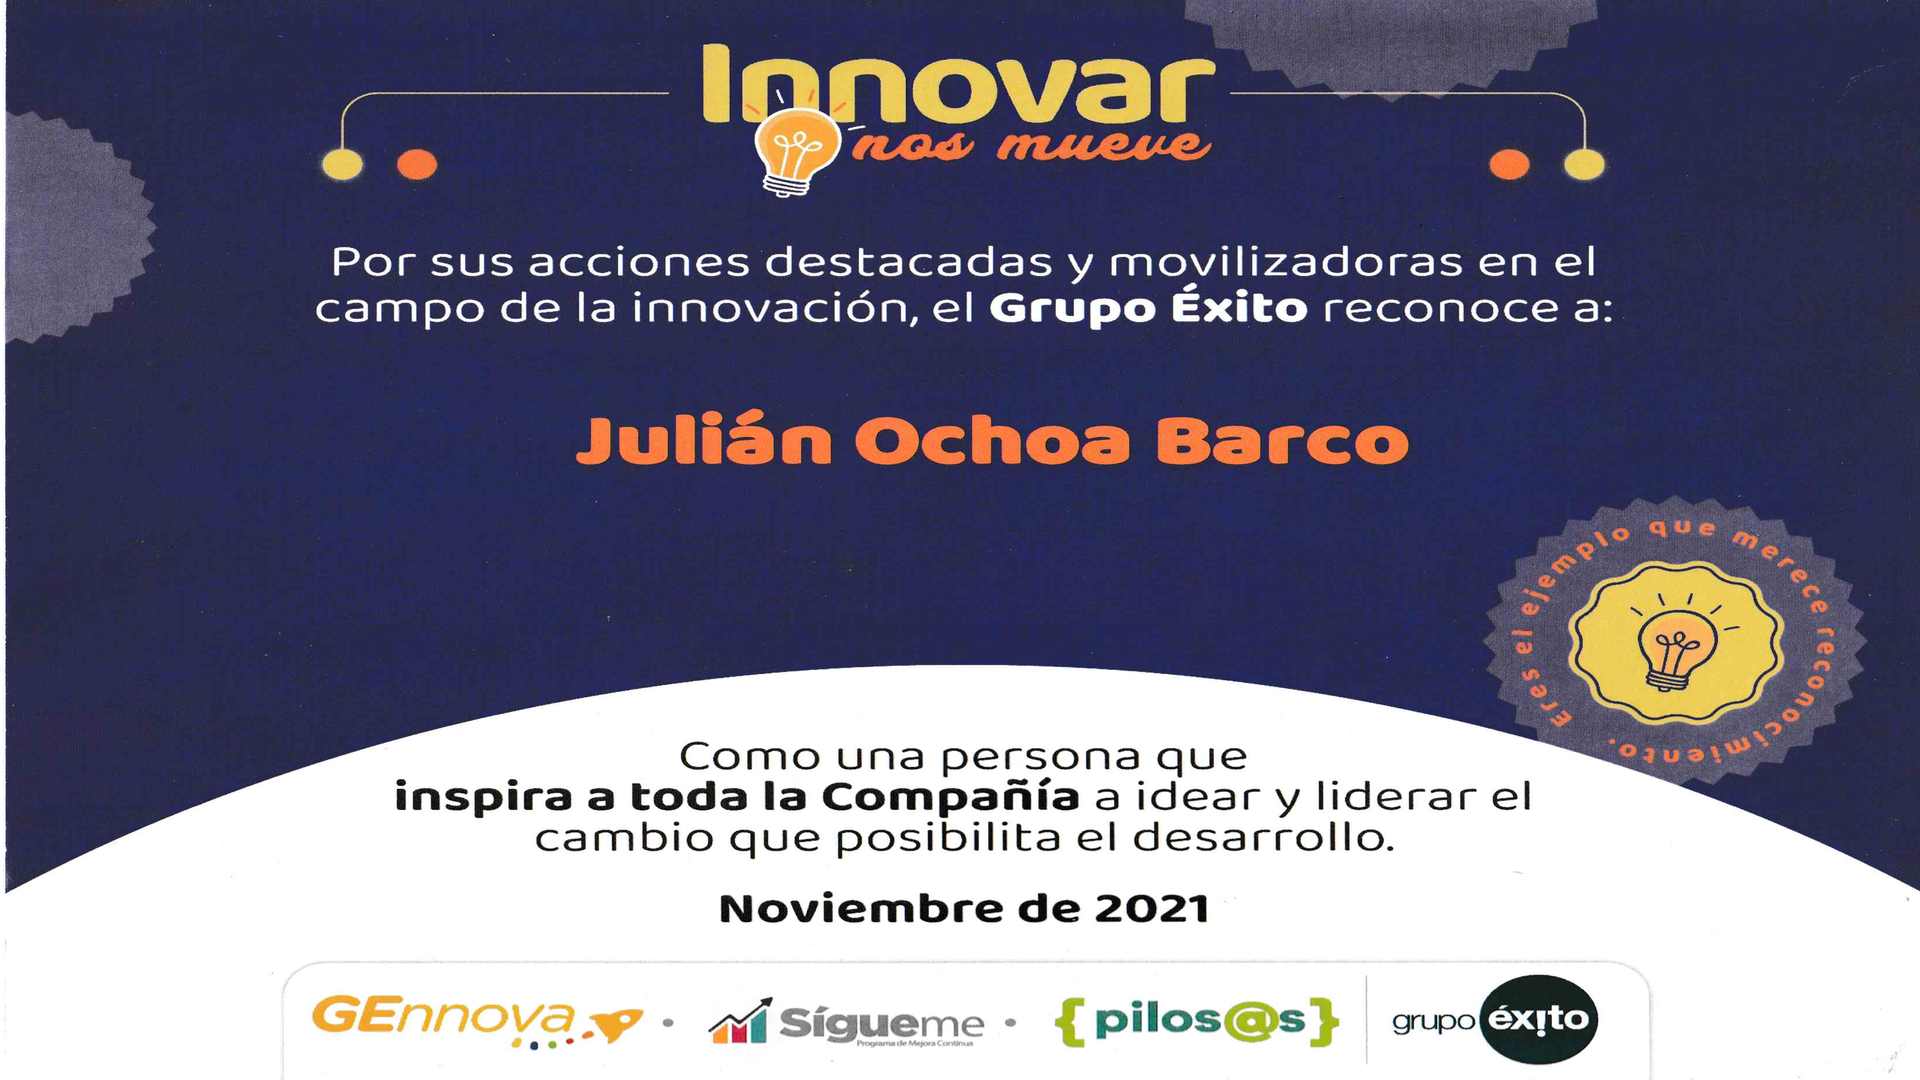 Innovar
nos mueve
Por sus acciones destacadas y movilizadoras en el
campo de la innovación, el Grupo Éxito reconoce a:
Julián Ochoa Barco
Eres el ejemplo que merece reconocimiento.
Como una persona que
inspira a toda la Compañía a idear y liderar el
cambio que posibilita el desarrollo.
Noviembre de 2021
GEnnova
Sígueme
Programa de Mejora Continua
{pilos@s}
grupo éxito